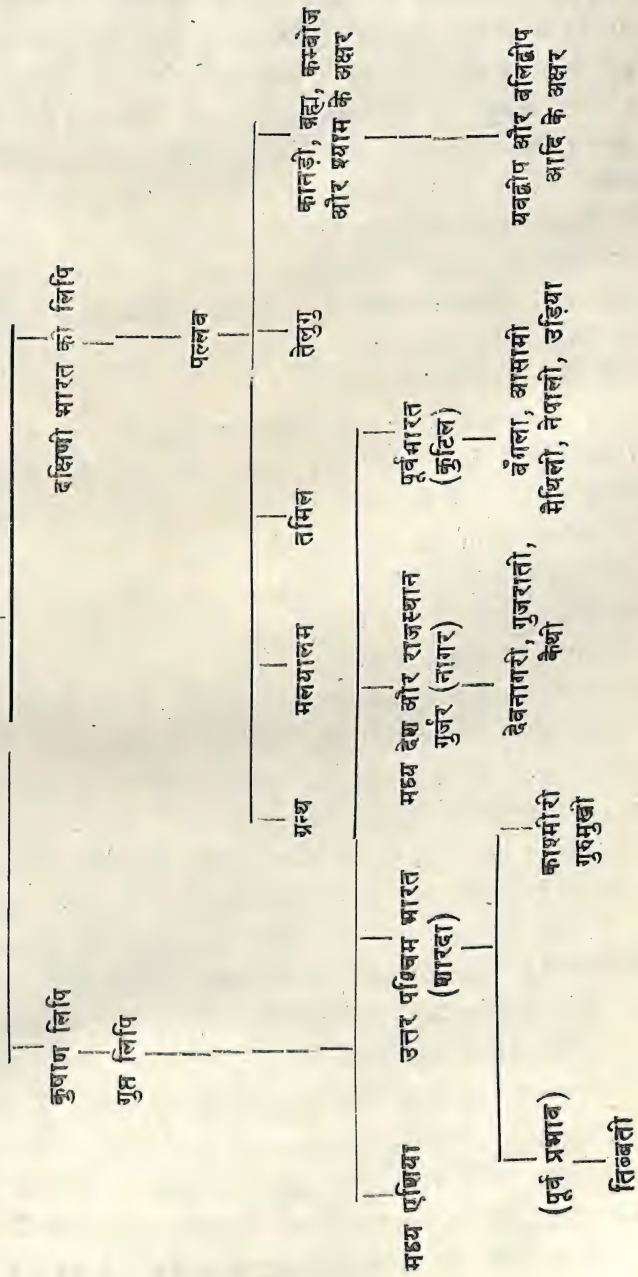 कुषाण लिपि
गुप्त लिपि
दक्षिणी भारत की लिपि
पल्लव
ग्रन्थ
मलयालम
तमिल
तेलुगु
कानड़ी, ब्रह्म, कम्बोज
और श्याम के अक्षर
यवद्वीप और बलिद्वीप
आदि के अक्षर
मध्य एशिया
उत्तर पश्चिम भारत
(शारदा)
मध्य देश और राजस्थान
गुर्जर (नागर)
पूर्वभारत
(कुटिल)
(पूर्व प्रभाव)
तिब्बती
काश्मीरी
गुरुमुखी
देवनागरी, गुजराती,
कैथी
बँगला, आसामी
मैथिली, नेपाली, उड़िया